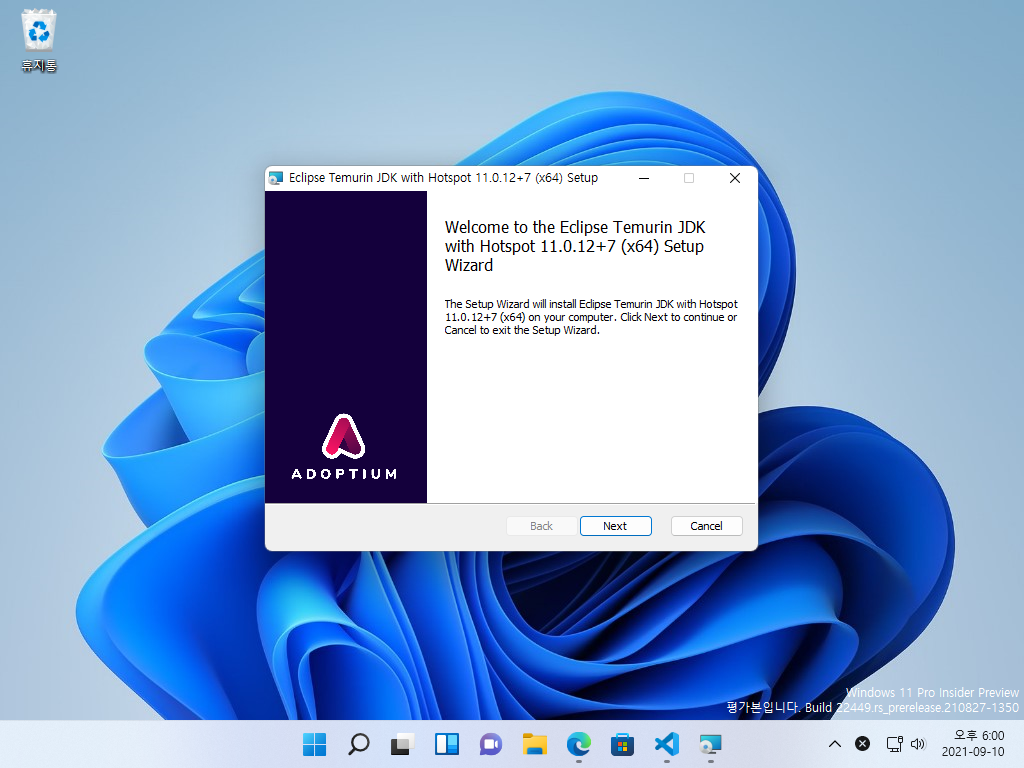 휴지통
Eclipse Temurin JDK with Hotspot 11.0.12+7 (x64) Setup
Welcome to the Eclipse Temurin JDK
with Hotspot 11.0.12+7 (x64) Setup
Wizard
The Setup Wizard will install Eclipse Temurin JDK with Hotspot
11.0.12+7 (x64) on your computer. Click Next to continue or
Cancel to exit the Setup Wizard.
ADOPTIUM
Back
Next
Cancel
Windows 11 Pro Insider Preview
평가본입니다. Build 22449.rs_prerelease.210827-1350
오후 6:00
2021-09-10